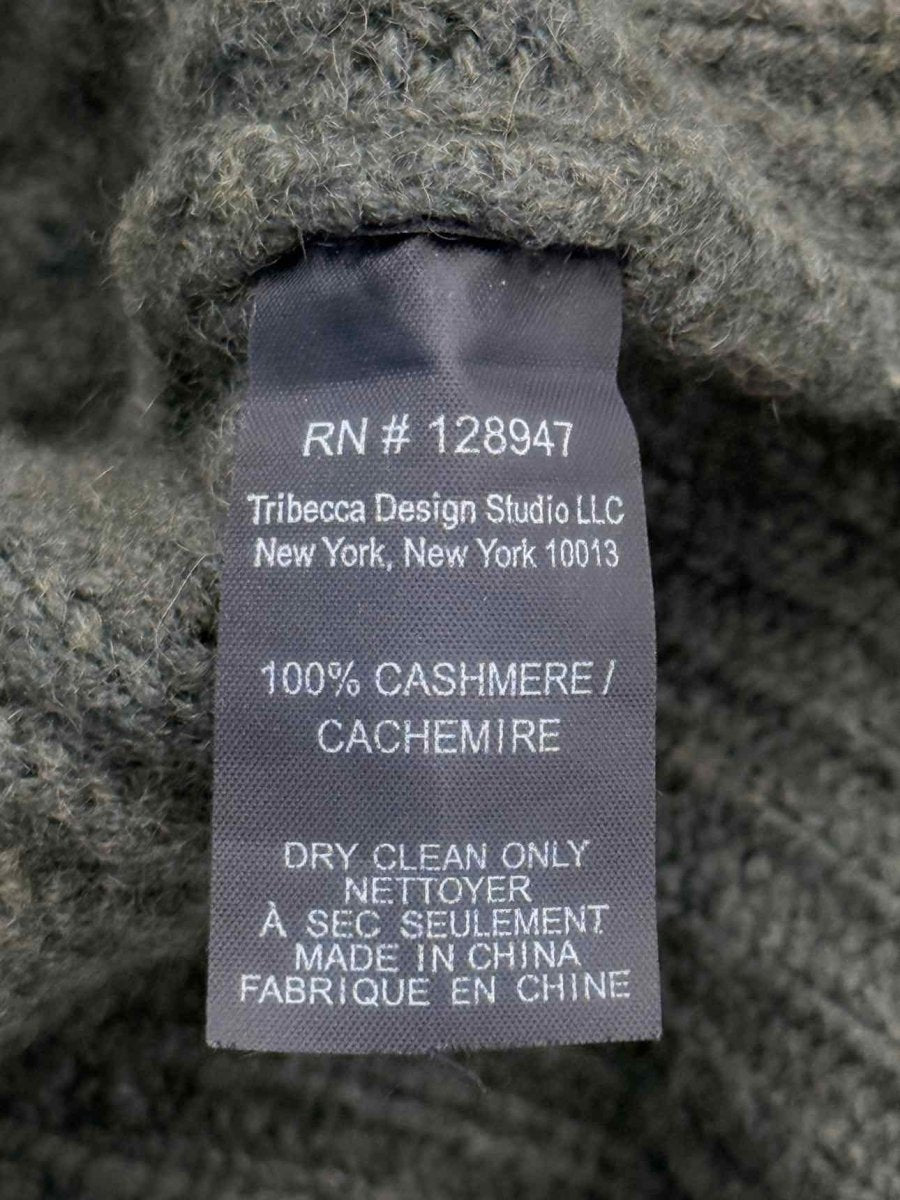 RN # 128947
Tribecca Design Studio LLC
New York, New York 10013
100% CASHMERE /
CACHEMIRE
DRY CLEAN ONLY
NETTOYER
À SEC SEULEMENT
MADE IN CHINA
FABRIQUE EN CHINE